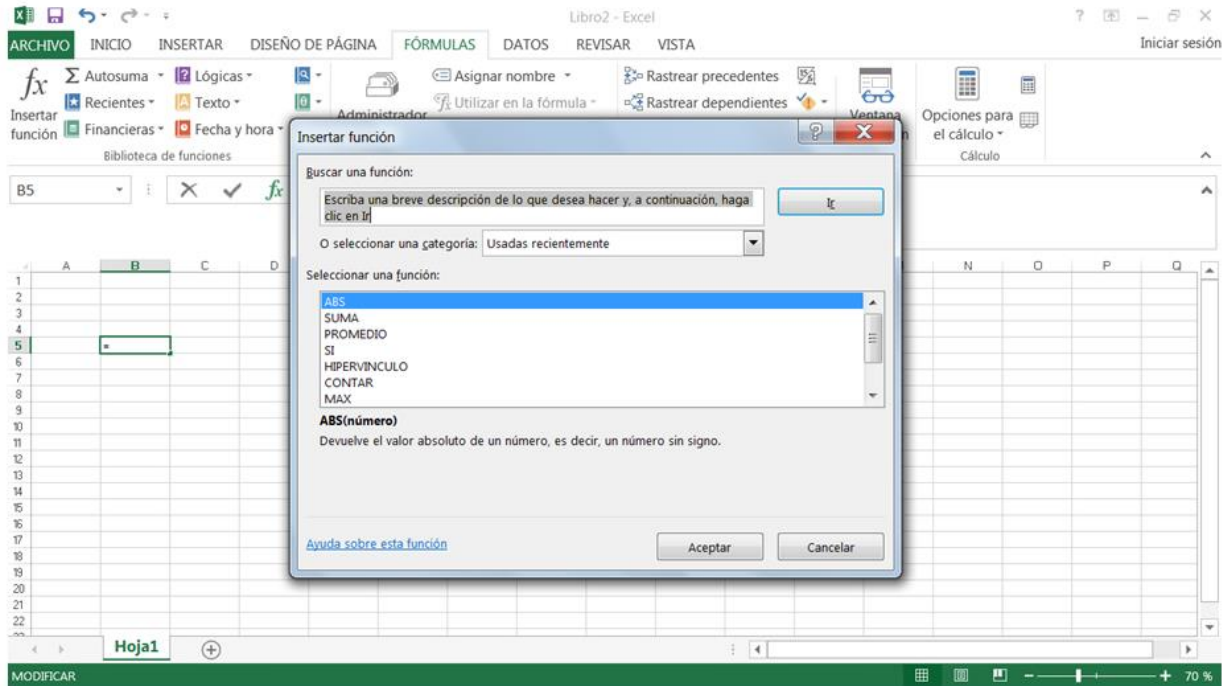 Libro2 - Excel
ARCHIVO INICIO INSERTAR DISEÑO DE PÁGINA FÓRMULAS DATOS REVISAR VISTA Iniciar sesión
fx Insertar función
Σ Autosuma
Recientes
Financieras
Lógicas
Texto
Fecha y hora
Biblioteca de funciones
Administrador
Asignar nombre
Utilizar en la fórmula
Rastrear precedentes
Rastrear dependientes
Ventana
Opciones para
el cálculo
Cálculo
B5 fx
Insertar función
Buscar una función:
Escriba una breve descripción de lo que desea hacer y, a continuación, haga
clic en Ir
Ir
O seleccionar una categoría: Usadas recientemente
Seleccionar una función:
ABS
SUMA
PROMEDIO
SI
HIPERVINCULO
CONTAR
MAX
ABS(número)
Devuelve el valor absoluto de un número, es decir, un número sin signo.
Ayuda sobre esta función
Aceptar
Cancelar
A B C D N O P Q
1
2
3
4
5 =
6
7
8
9
10
11
12
13
14
15
16
17
18
19
20
21
22
Hoja1
MODIFICAR 70 %